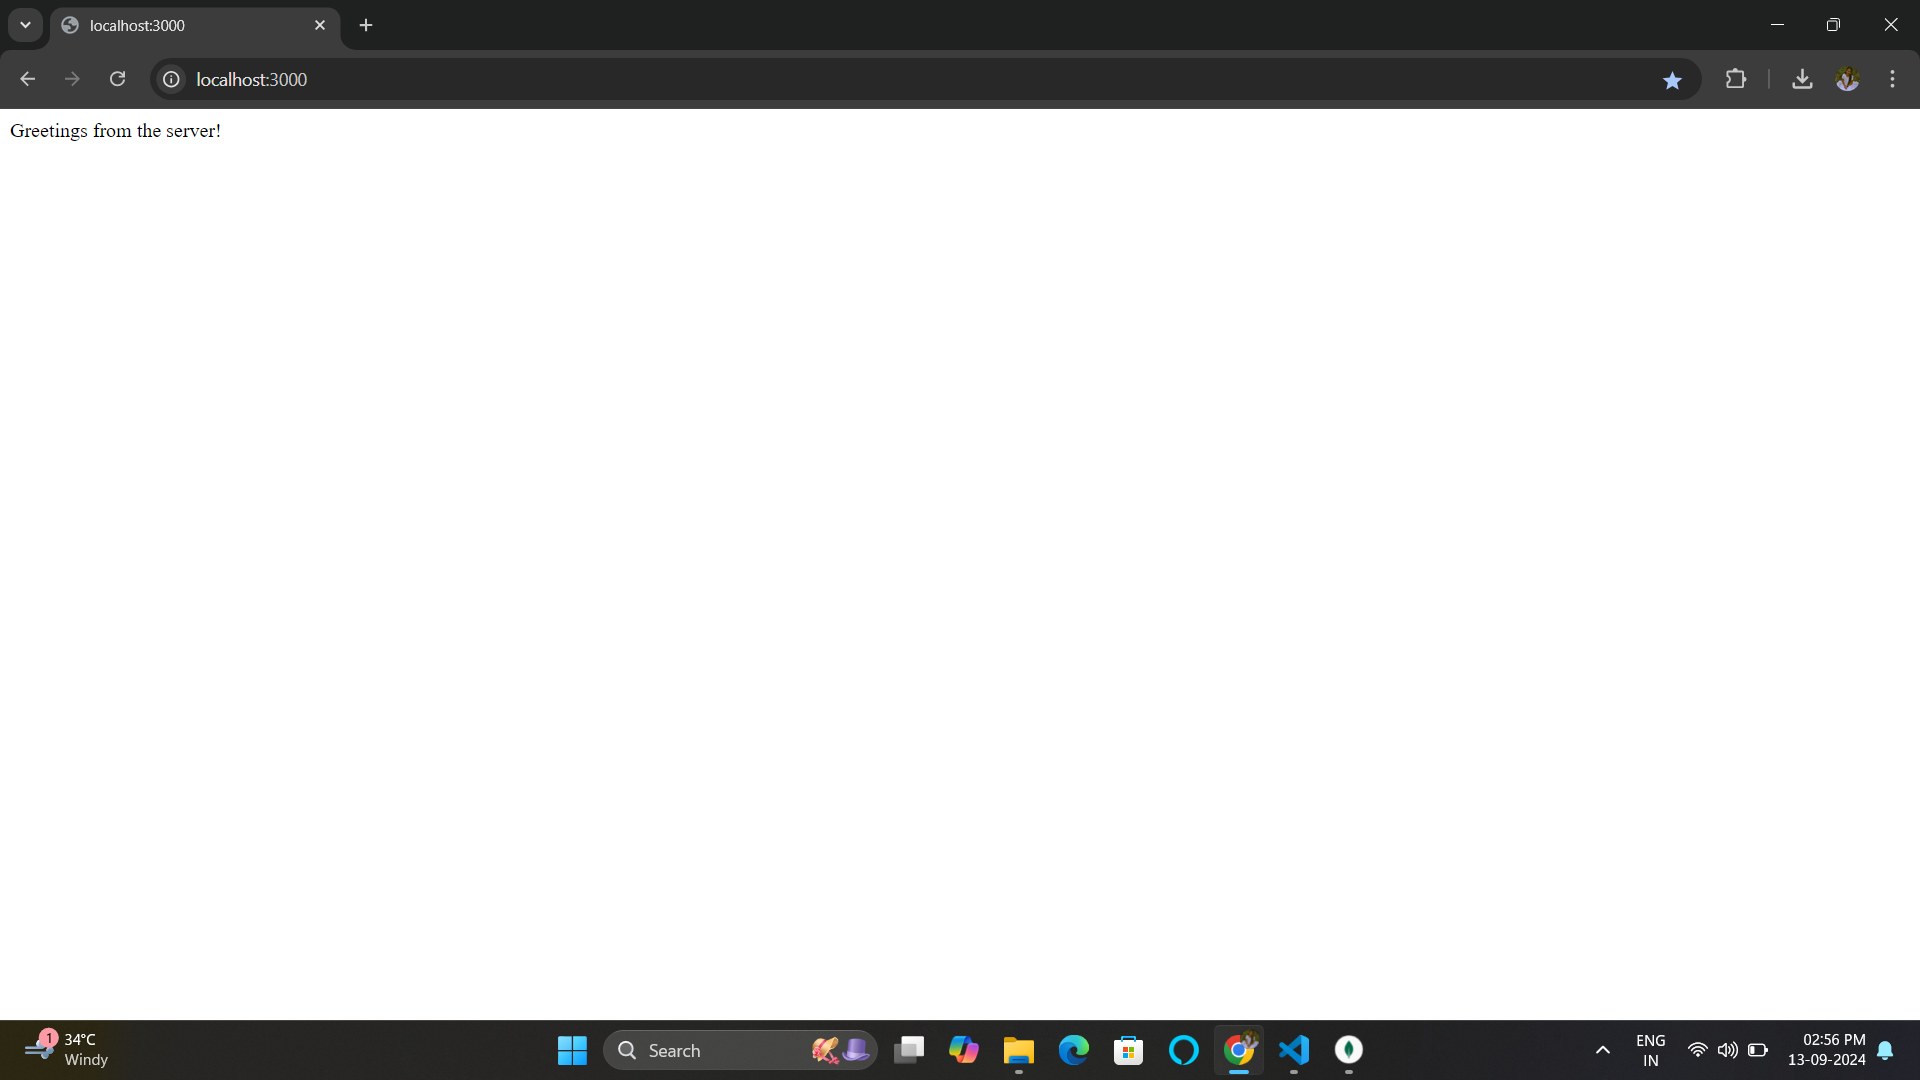 localhost:3000
localhost:3000
Greetings from the server!
1
34°C
Windy
Search
ENG
IN
02:56 PM
13-09-2024